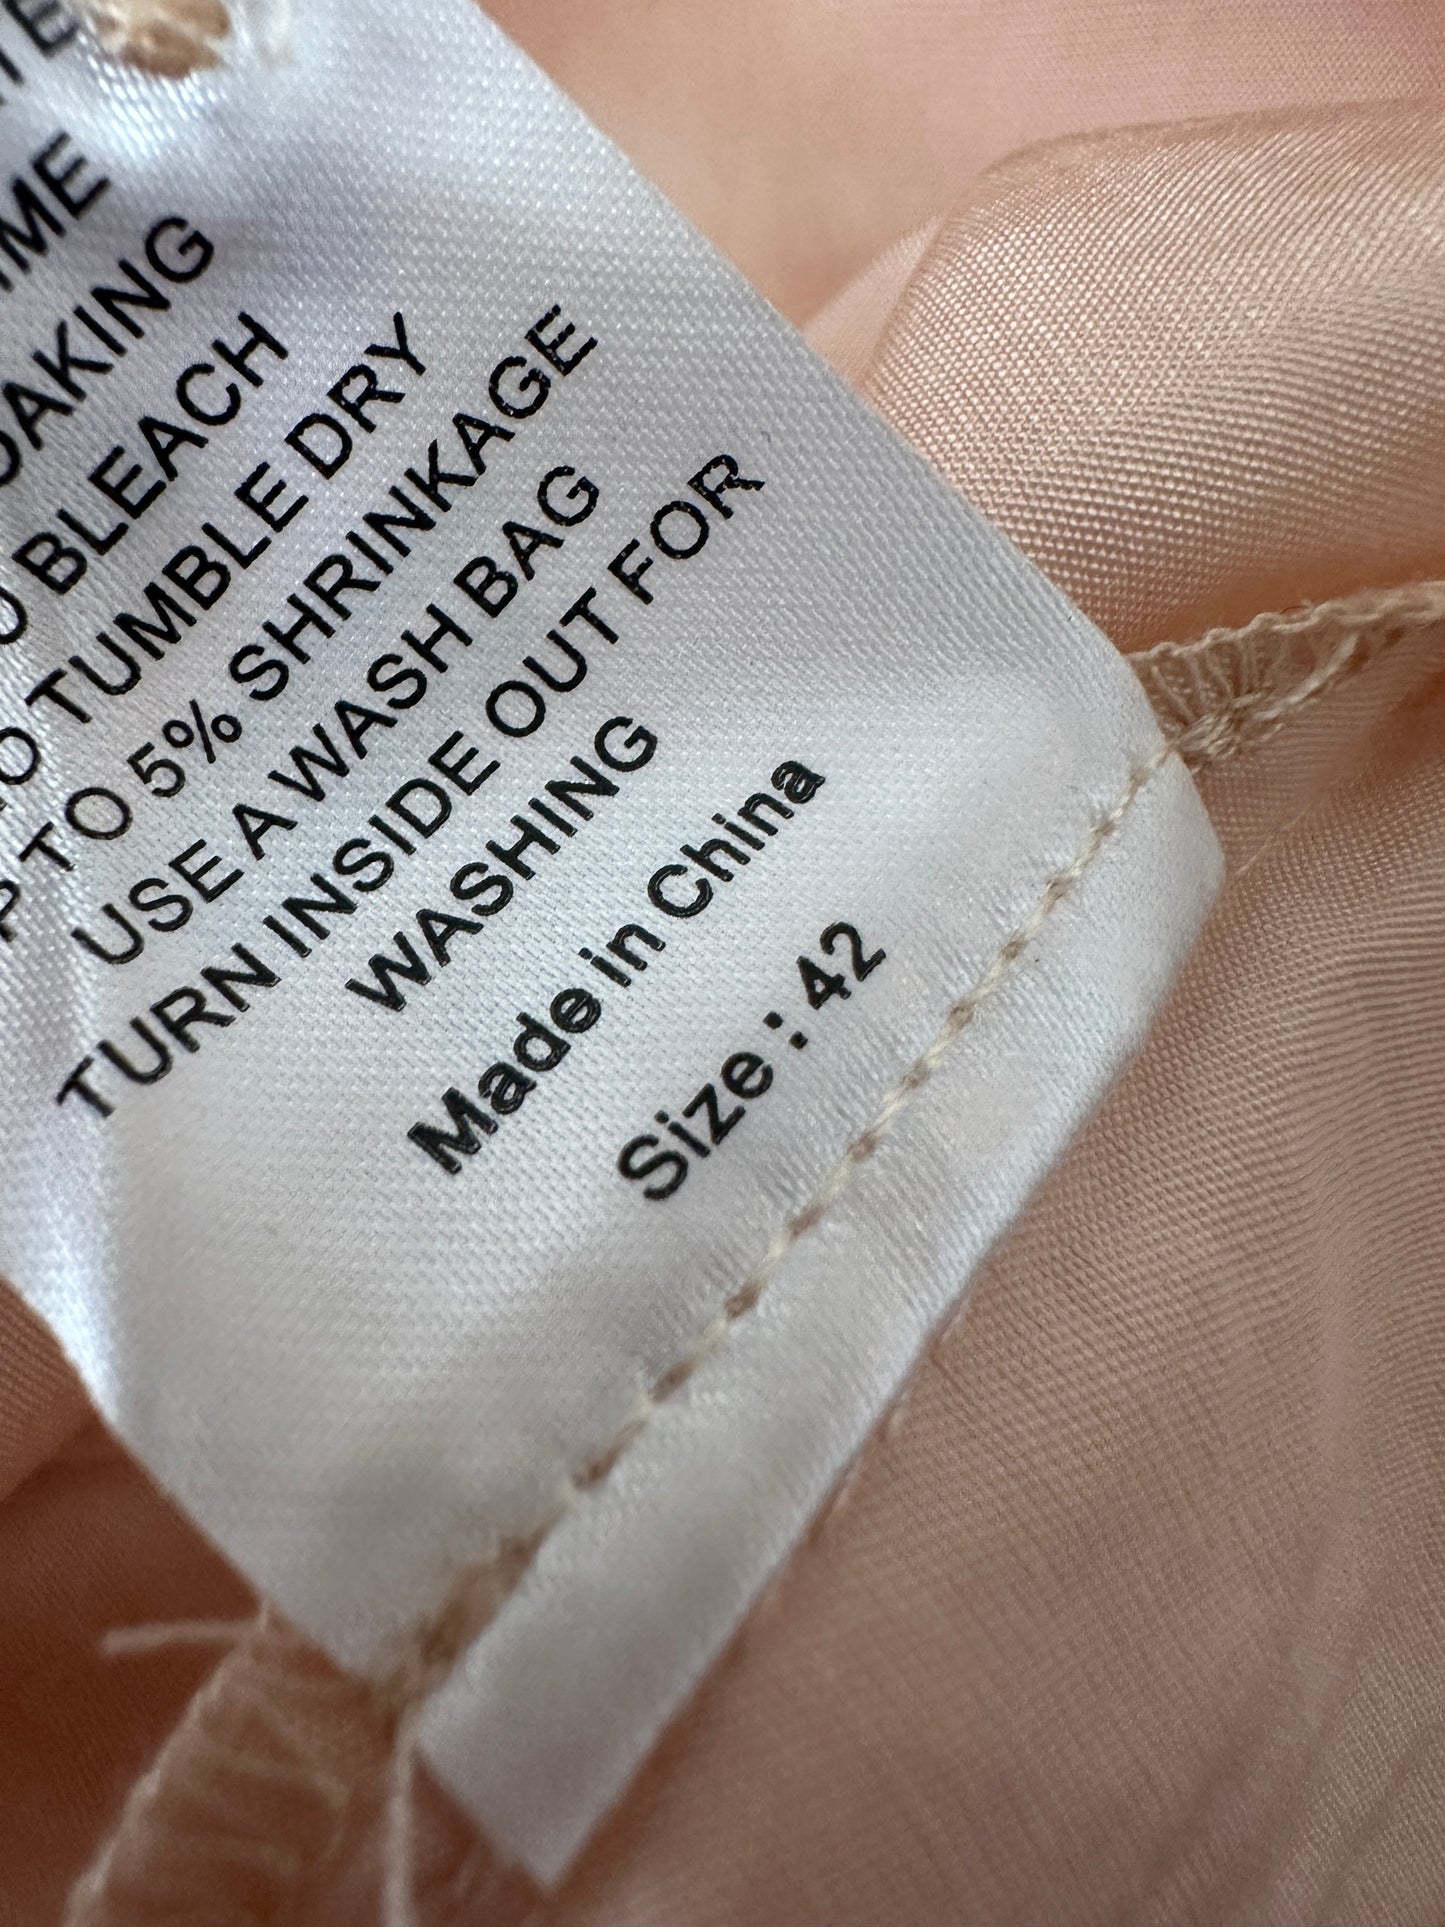 BLEACH
TUMBLE DRY
TO 5% SHRINKAGE
USE A WASH BAG
TURN INSIDE OUT FOR
WASHING
Made in China
Size : 42